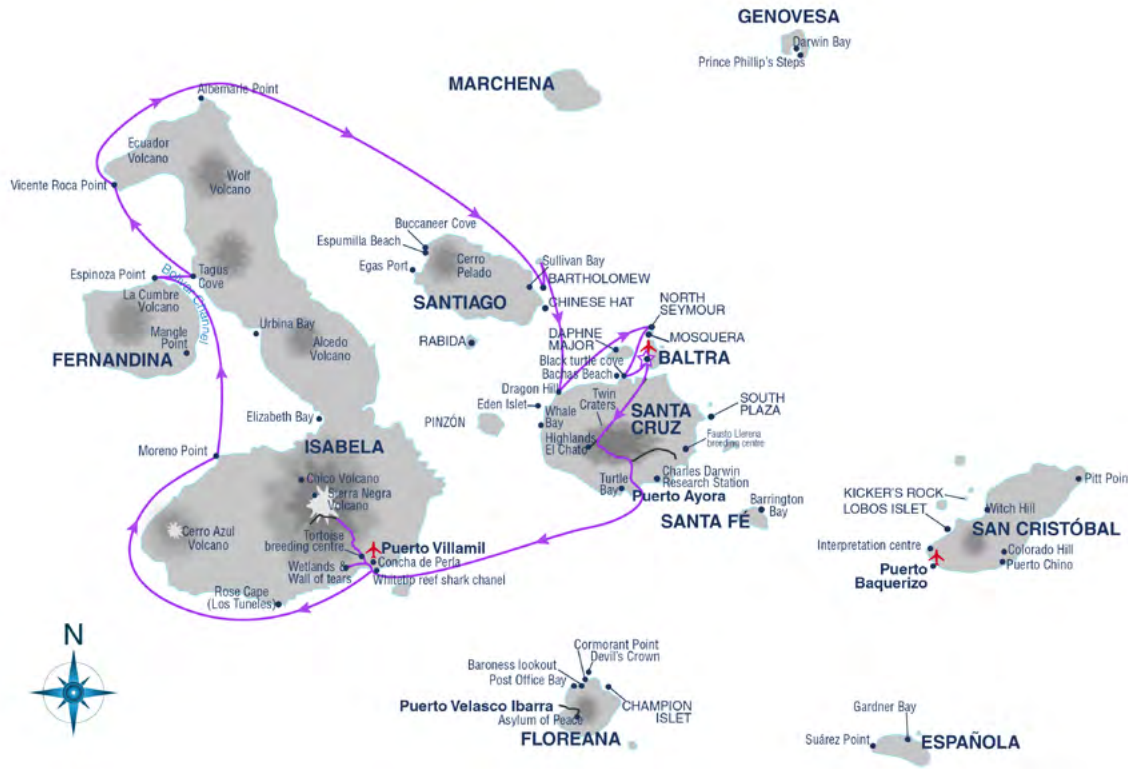 GENOVESA
Darwin Bay
Prince Phillip's Steps
MARCHENA
Albemarle Point
Ecuador
Volcano
Wolf
Volcano
Vicente Roca Point
Buccaneer Cove
Espumilla Beach
Egas Port
Cerro
Pelado
SANTIAGO
Sullivan Bay
BARTHOLOMEW
CHINESE HAT
Espinoza Point
Tagus
Cove
Bolivar Channel
La Cumbre
Volcano
Mangle
Point
FERNANDINA
Urbina Bay
Alcedo
Volcano
RABIDA
NORTH
SEYMOUR
MOSQUERA
DAPHNE
MAJOR
BALTRA
Black turtle cove
Bachas Beach
Dragon Hill
Eden Islet
Whale
Bay
Twin
Craters
SANTA
CRUZ
SOUTH
PLAZA
Highlands
El Chato
Fausto Llerena
breeding centre
PINZÓN
Elizabeth Bay
ISABELA
Moreno Point
Chico Volcano
Sierra Negra
Volcano
Cerro Azul
Volcano
Turtle
Bay
Charles Darwin
Research Station
Puerto Ayora
SANTA FÉ
Barrington
Bay
Pitt Poin
KICKER'S ROCK
LOBOS ISLET
Witch Hill
SAN CRISTÓBAL
Interpretation centre
Colorado Hill
Puerto Chino
Puerto
Baquerizo
Tortoise
breeding centre
Puerto Villamil
Concha de Perla
Wetlands &
Wall of tears
Whitetip reef shark chanel
Rose Cape
(Los Tuneles)
N
Cormorant Point
Devil's Crown
Baroness lookout
Post Office Bay
Puerto Velasco Ibarra
Asylum of Peace
CHAMPION
ISLET
FLOREANA
Gardner Bay
Suárez Point
ESPAÑOLA